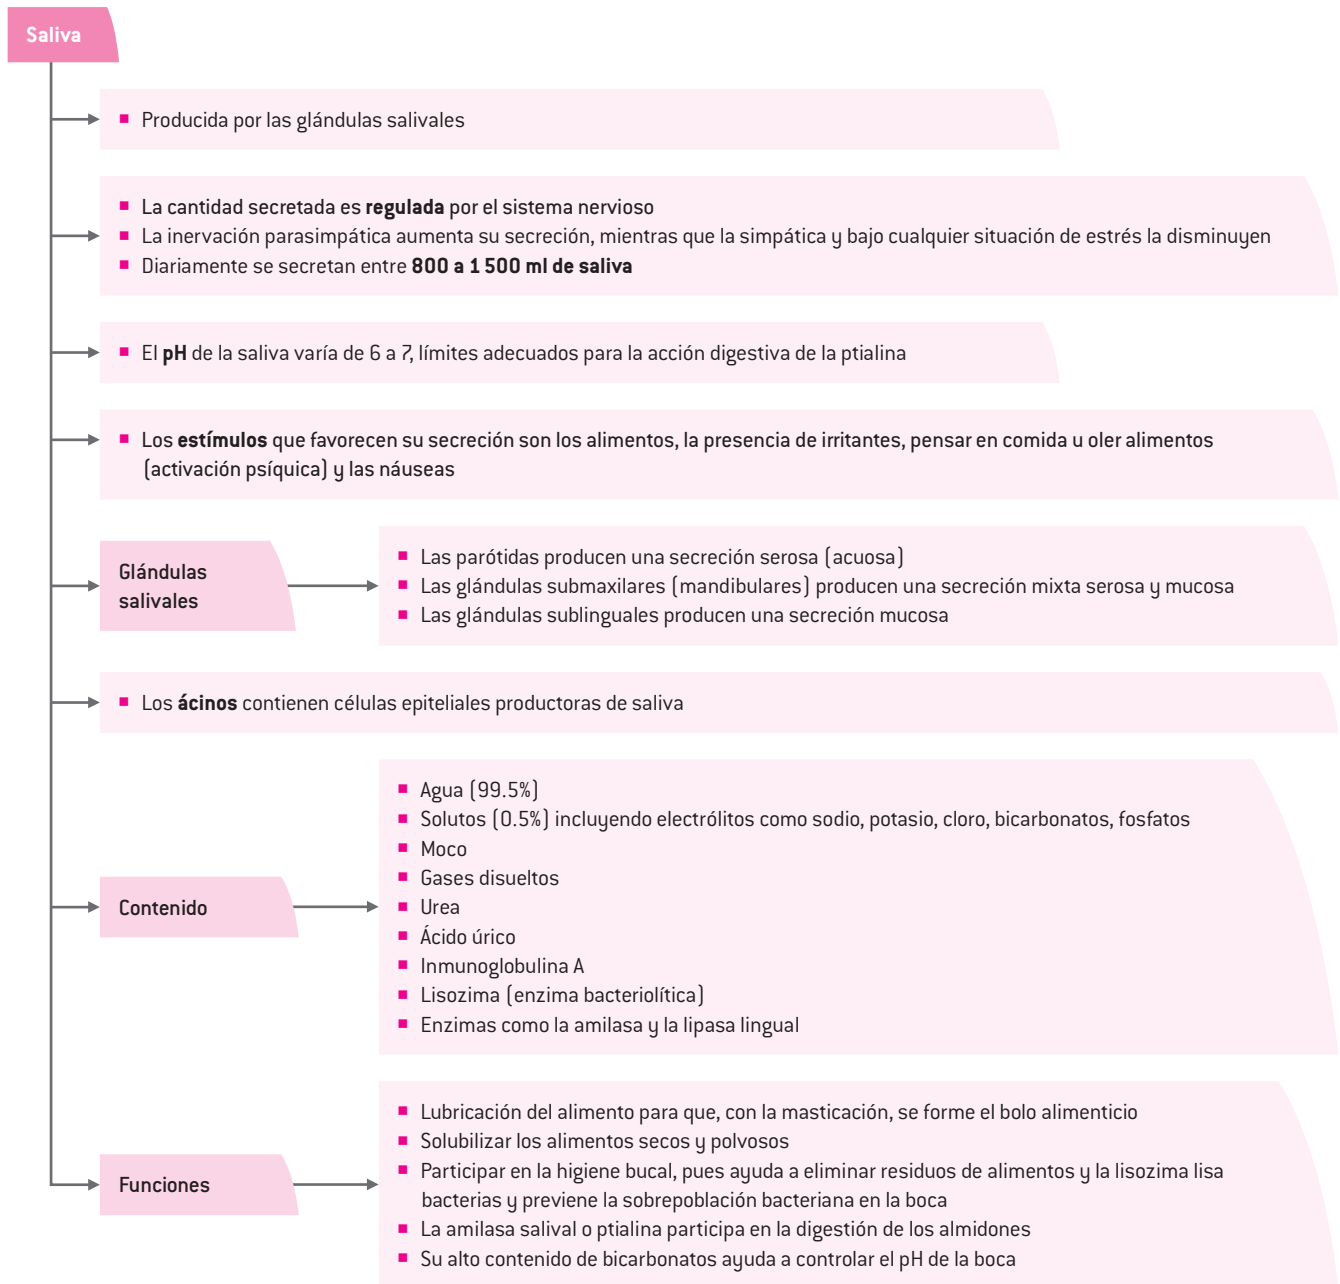 Saliva
■ Producida por las glándulas salivales
■ La cantidad secretada es regulada por el sistema nervioso
■ La inervación parasimpática aumenta su secreción, mientras que la simpática y bajo cualquier situación de estrés la disminuyen
■ Diariamente se secretan entre 800 a 1 500 ml de saliva
■ El pH de la saliva varía de 6 a 7, límites adecuados para la acción digestiva de la ptialina
■ Los estímulos que favorecen su secreción son los alimentos, la presencia de irritantes, pensar en comida u oler alimentos
(activación psíquica) y las náuseas
Glándulas
salivales
■ Las parótidas producen una secreción serosa (acuosa)
■ Las glándulas submaxilares (mandibulares) producen una secreción mixta serosa y mucosa
■ Las glándulas sublinguales producen una secreción mucosa
■ Los ácinos contienen células epiteliales productoras de saliva
Contenido
■ Agua (99.5%)
■ Solutos (0.5%) incluyendo electrólitos como sodio, potasio, cloro, bicarbonatos, fosfatos
■ Moco
■ Gases disueltos
■ Urea
■ Ácido úrico
■ Inmunoglobulina A
■ Lisozima (enzima bacteriolítica)
■ Enzimas como la amilasa y la lipasa lingual
Funciones
■ Lubricación del alimento para que, con la masticación, se forme el bolo alimenticio
■ Solubilizar los alimentos secos y polvosos
■ Participar en la higiene bucal, pues ayuda a eliminar residuos de alimentos y la lisozima lisa
bacterias y previene la sobrepoblación bacteriana en la boca
■ La amilasa salival o ptialina participa en la digestión de los almidones
■ Su alto contenido de bicarbonatos ayuda a controlar el pH de la boca